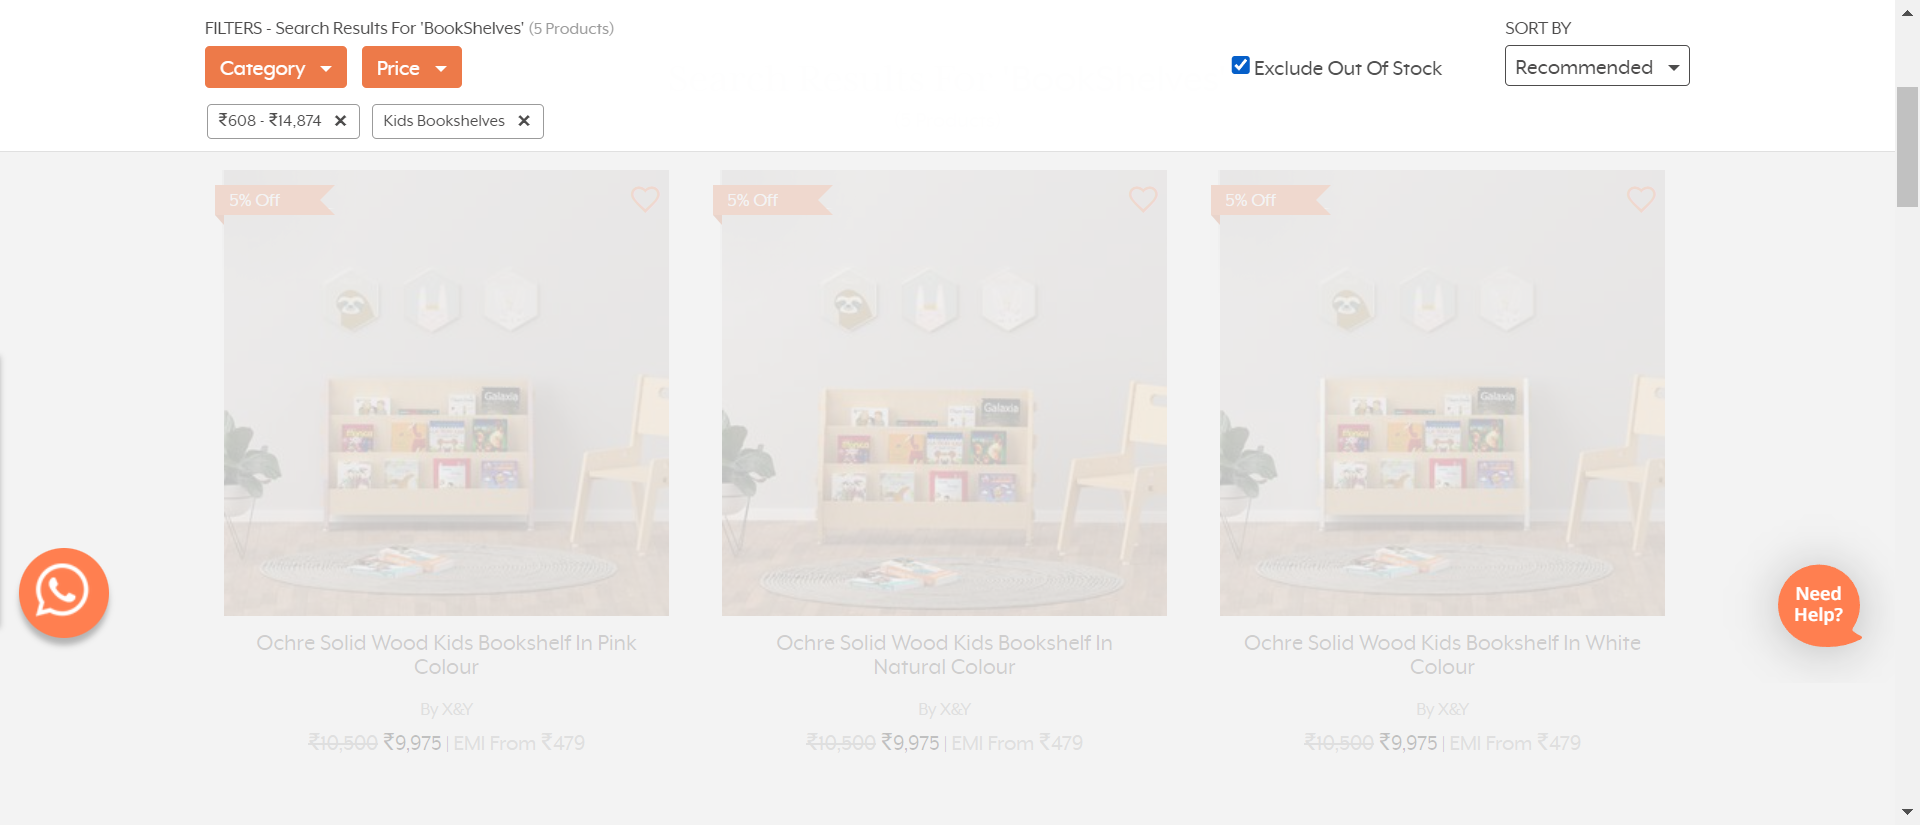 FILTERS - Search Results For 'BookShelves' (5 Products)
SORT BY
Category
Price
Exclude Out Of Stock
Recommended
₹608 - ₹14,874 ×
Kids Bookshelves ×
5% Off
5% Off
5% Off
Galaxia
Galaxia
Galaxia
Need
Help?
Ochre Solid Wood Kids Bookshelf In Pink
Colour
Ochre Solid Wood Kids Bookshelf In
Natural Colour
Ochre Solid Wood Kids Bookshelf In White
Colour
By X&Y
By X&Y
By X&Y
₹10,500 ₹9,975 | EMI From ₹479
₹10,500 ₹9,975 | EMI From ₹479
₹10,500 ₹9,975 | EMI From ₹479